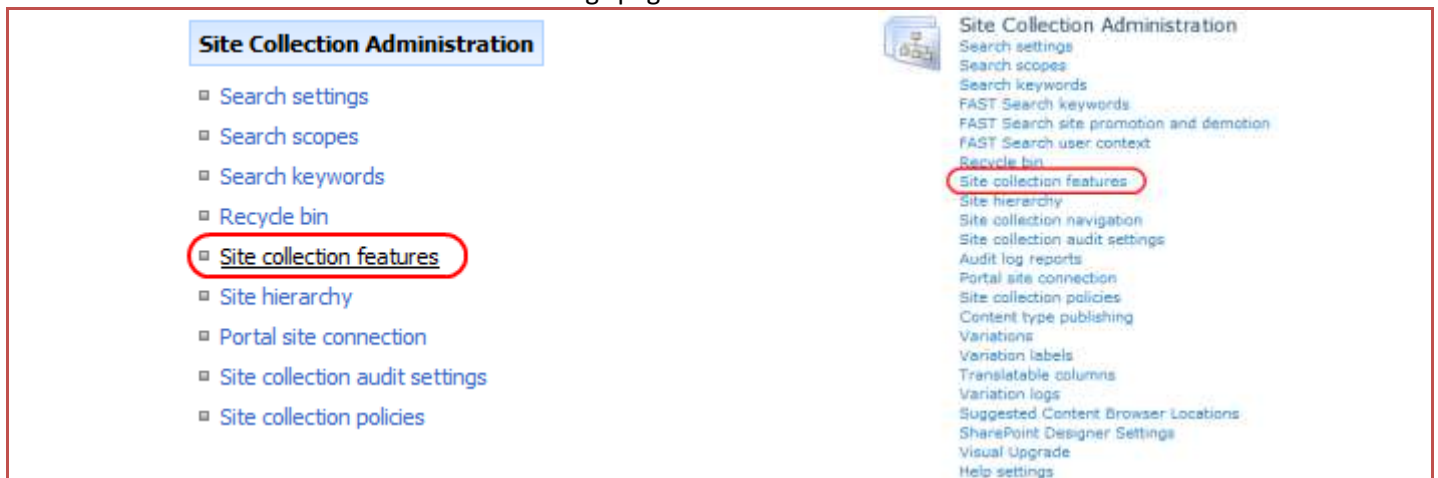 Site Collection Administration
Search settings
Search scopes
Search keywords
Recycle bin
Site collection features
Site hierarchy
Portal site connection
Site collection audit settings
Site collection policies
Site Collection Administration
Search settings
Search scopes
Search keywords
FAST Search keywords
FAST Search site promotion and demotion
FAST Search user context
Recycle bin
Site collection features
Site hierarchy
Site collection navigation
Site collection audit settings
Audit log reports
Portal site connection
Site collection policies
Content type publishing
Variations
Variation labels
Translatable columns
Variation logs
Suggested Content Browser Locations
SharePoint Designer Settings
Visual Upgrade
Help settings